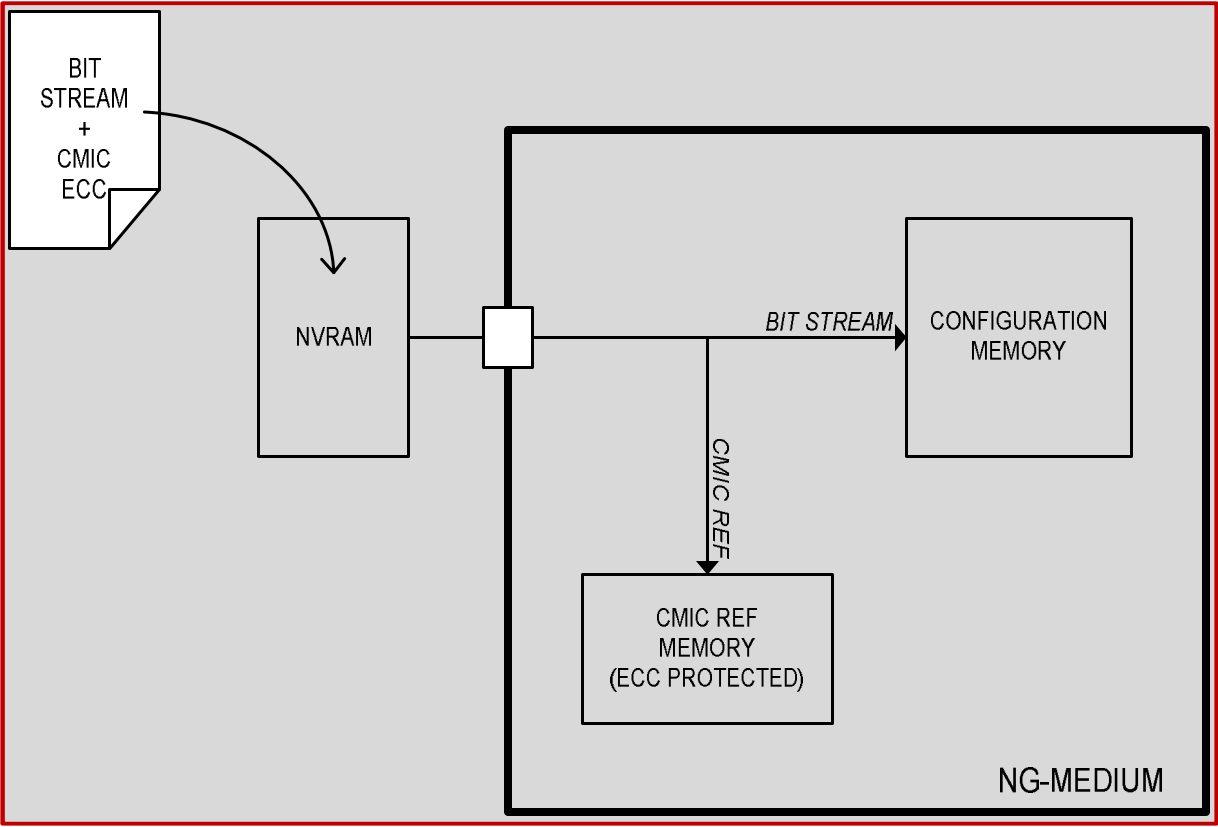 BIT
STREAM
+
CMIC
ECC
NVRAM
BIT STREAM
CONFIGURATION
MEMORY
CMIC REF
CMIC REF
MEMORY
(ECC PROTECTED)
NG-MEDIUM